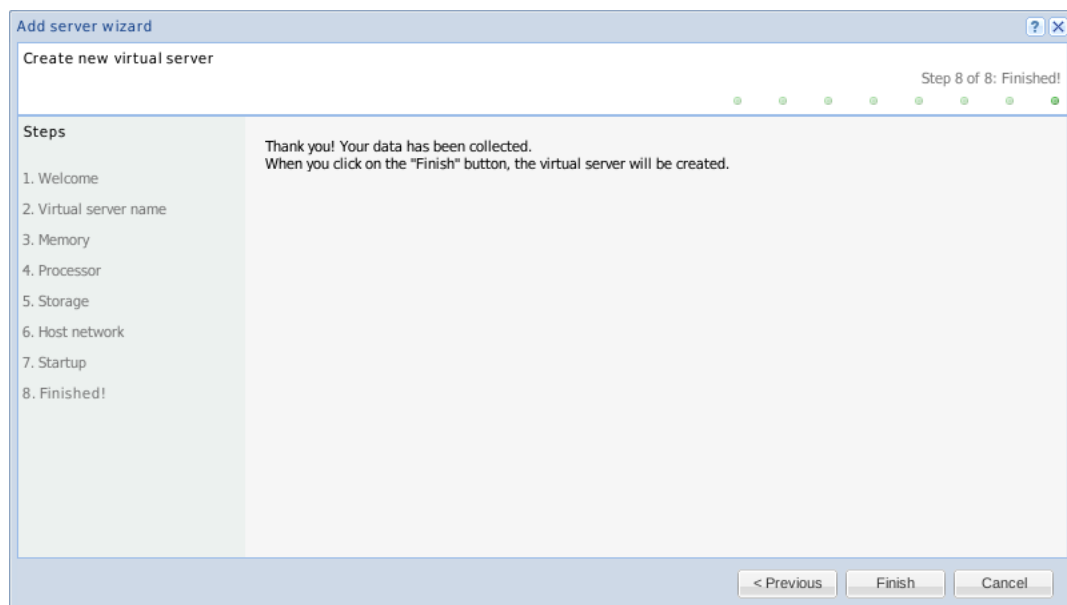 Add server wizard
?
Create new virtual server
Step 8 of 8: Finished!
Steps
Thank you! Your data has been collected.
When you click on the "Finish" button, the virtual server will be created.
1. Welcome
2. Virtual server name
3. Memory
4. Processor
5. Storage
6. Host network
7. Startup
8. Finished!
< Previous
Finish
Cancel